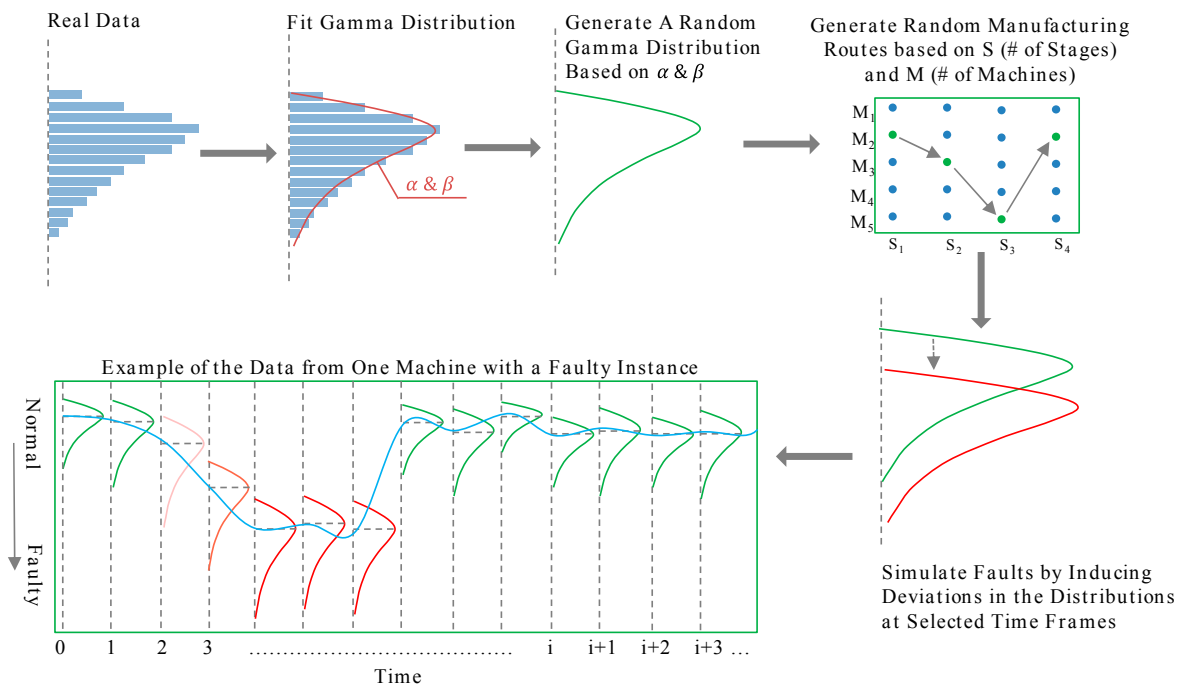 Real Data
Fit Gamma Distribution
Generate A Random
Gamma Distribution
Based on α & β
Generate Random Manufacturing
Routes based on S (# of Stages)
and M (# of Machines)
α & β
M1
M2
M3
M4
M5
S1 S2 S3 S4
Simulate Faults by Inducing
Deviations in the Distributions
at Selected Time Frames
Example of the Data from One Machine with a Faulty Instance
Normal
Faulty
0 1 2 3 ........................................ i i+1 i+2 i+3 ...
Time